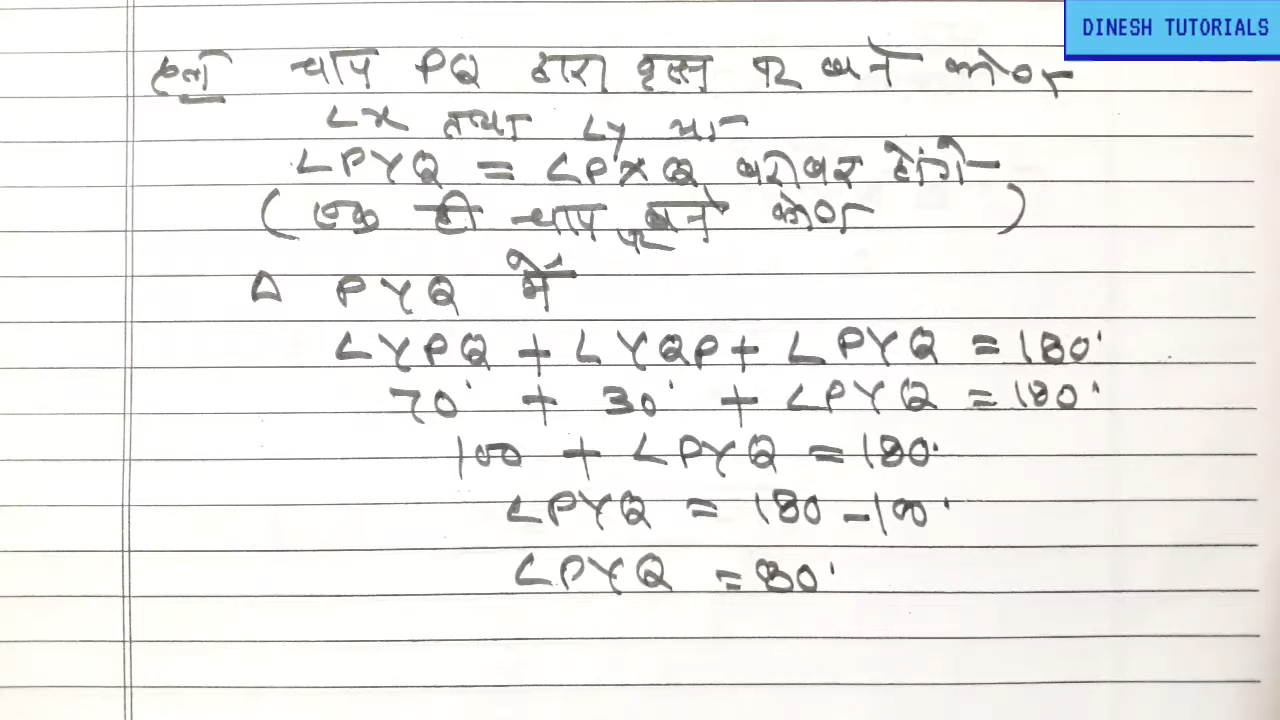 DINESH TUTORIALS
हल चाप PQ द्वारा वृत्त पर बने कोण
∠x तथा ∠y या
∠PYQ = ∠PXQ बराबर होंगे
(एक ही चाप पर बने कोण)
Δ PYQ में
∠YPQ + ∠YQP + ∠PYQ = 180°
70° + 30° + ∠PYQ = 180°
100 + ∠PYQ = 180°
∠PYQ = 180 - 100°
∠PYQ = 80°